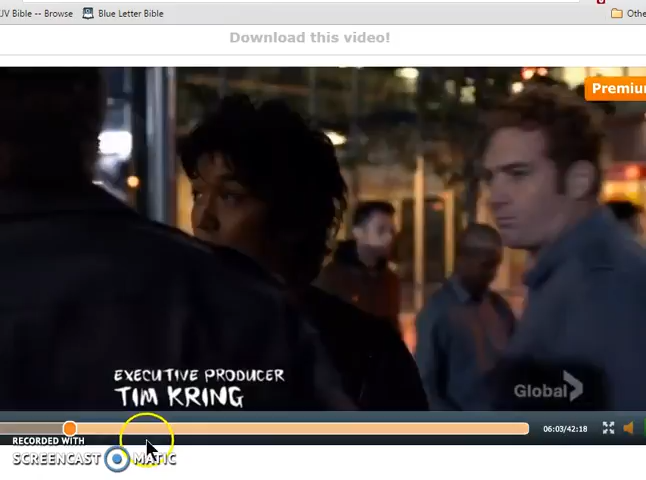 JV Bible -- Browse
Blue Letter Bible
Othe
Download this video!
Premium
EXECUTIVE PRODUCER
TIM KRING
Global
06:03/42:18
RECORDED WITH
SCREENCAST MATIC